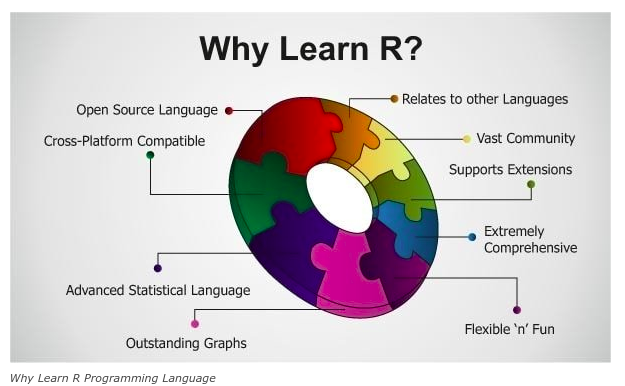 Why Learn R?
Open Source Language
Relates to other Languages
Cross-Platform Compatible
Vast Community
Supports Extensions
Extremely
Comprehensive
Advanced Statistical Language
Flexible ‘n’ Fun
Outstanding Graphs
Why Learn R Programming Language